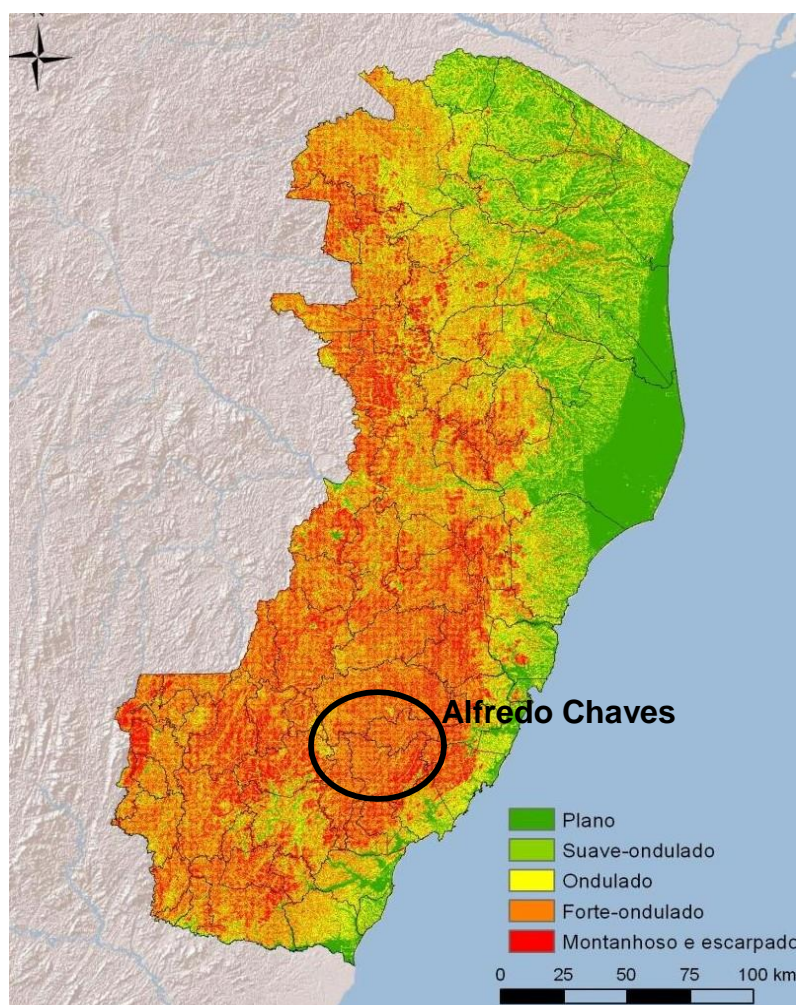 Alfredo Chaves
Plano
Suave-ondulado
Ondulado
Forte-ondulado
Montanhoso e escarpado
0 25 50 75 100 km